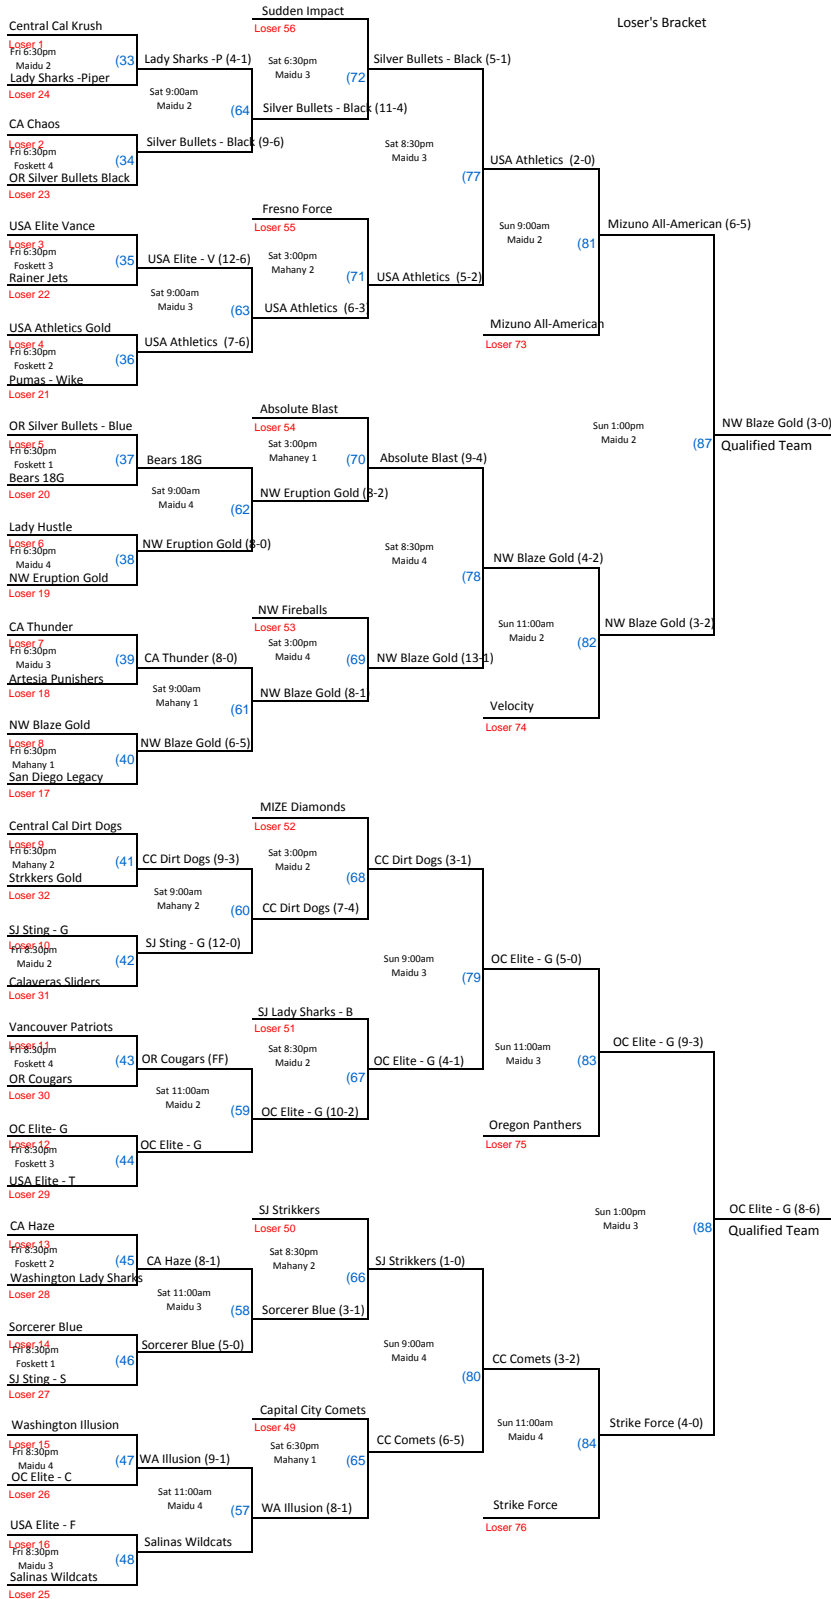 Sudden Impact
Loser's Bracket
Central Cal Krush
Loser 56
Loser 1
Fri 6:30pm
Maidu 2
(33
Lady Sharks -P (4-1)
Sat 6:30pm
Maidu 3
(72
Silver Bullets - Black (5-1)
Lady Sharks -Piper
Loser 24
Sat 9:00am
Maidu 2
(64
Silver Bullets - Black (11-4)
CA Chaos
Loser 2
Fri 6:30pm
Foskett 4
(34
Silver Bullets - Black (9-6)
Sat 8:30pm
Maidu 3
(77
USA Athletics (2-0)
OR Silver Bullets Black
Loser 23
Fresno Force
Loser 55
USA Elite Vance
Loser 3
Fri 6:30pm
Foskett 3
(35
USA Elite - V (12-6)
Sat 3:00pm
Mahany 2
(71
USA Athletics (5-2)
Sun 9:00am
Maidu 2
(81
Mizuno All-American (6-5)
Rainer Jets
Loser 22
Sat 9:00am
Maidu 3
(63
USA Athletics (6-3)
USA Athletics Gold
Loser 4
Fri 6:30pm
Foskett 2
(36
USA Athletics (7-6)
Mizuno All-American
Loser 73
Pumas - Wike
Loser 21
Absolute Blast
Loser 54
OR Silver Bullets - Blue
Loser 5
Fri 6:30pm
Foskett 1
(37
Bears 18G
Sat 3:00pm
Mahaney 1
(70
Absolute Blast (9-4)
Sun 1:00pm
Maidu 2
(87
NW Blaze Gold (3-0)
Qualified Team
Bears 18G
Loser 20
Sat 9:00am
Maidu 4
(62
NW Eruption Gold (8-2)
Lady Hustle
Loser 6
Fri 6:30pm
Maidu 4
(38
NW Eruption Gold (8-0)
Sat 8:30pm
Maidu 4
(78
NW Blaze Gold (4-2)
NW Eruption Gold
Loser 19
NW Fireballs
Loser 53
CA Thunder
Loser 7
Fri 6:30pm
Maidu 3
(39
CA Thunder (8-0)
Sat 3:00pm
Maidu 4
(69
NW Blaze Gold (13-1)
Sun 11:00am
Maidu 2
(82
NW Blaze Gold (3-2)
Artesia Punishers
Loser 18
Sat 9:00am
Mahany 1
(61
NW Blaze Gold (8-1)
NW Blaze Gold
Loser 8
Fri 6:30pm
Mahany 1
(40
NW Blaze Gold (6-5)
Velocity
Loser 74
San Diego Legacy
Loser 17
MIZE Diamonds
Loser 52
Central Cal Dirt Dogs
Loser 9
Fri 6:30pm
Mahany 2
(41
CC Dirt Dogs (9-3)
Sat 3:00pm
Maidu 2
(68
CC Dirt Dogs (3-1)
Strkkers Gold
Loser 32
Sat 9:00am
Mahany 2
(60
CC Dirt Dogs (7-4)
SJ Sting - G
Loser 10
Fri 8:30pm
Maidu 2
(42
SJ Sting - G (12-0)
Sun 9:00am
Maidu 3
(79
OC Elite - G (5-0)
Calaveras Sliders
Loser 31
SJ Lady Sharks - B
Loser 51
Vancouver Patriots
Loser 11
Fri 8:30pm
Foskett 4
(43
OR Cougars (FF)
Sat 8:30pm
Maidu 2
(67
OC Elite - G (4-1)
Sun 11:00am
Maidu 3
(83
OC Elite - G (9-3)
OR Cougars
Loser 30
Sat 11:00am
Maidu 2
(59
OC Elite - G (10-2)
OC Elite- G
Loser 12
Fri 8:30pm
Foskett 3
(44
OC Elite - G
Oregon Panthers
Loser 75
USA Elite - T
Loser 29
SJ Strikkers
Loser 50
CA Haze
Loser 13
Fri 8:30pm
Foskett 2
(45
CA Haze (8-1)
Sat 8:30pm
Mahany 2
(66
SJ Strikkers (1-0)
Sun 1:00pm
Maidu 3
(88
OC Elite - G (8-6)
Qualified Team
Washington Lady Sharks
Loser 28
Sat 11:00am
Maidu 3
(58
Sorcerer Blue (3-1)
Sorcerer Blue
Loser 14
Fri 8:30pm
Foskett 1
(46
Sorcerer Blue (5-0)
Sun 9:00am
Maidu 4
(80
CC Comets (3-2)
SJ Sting - S
Loser 27
Capital City Comets
Loser 49
Washington Illusion
Loser 15
Fri 8:30pm
Maidu 4
(47
WA Illusion (9-1)
Sat 6:30pm
Mahany 1
(65
CC Comets (6-5)
Sun 11:00am
Maidu 4
(84
Strike Force (4-0)
OC Elite - C
Loser 26
Sat 11:00am
Maidu 4
(57
WA Illusion (8-1)
USA Elite - F
Loser 16
Fri 8:30pm
Maidu 3
(48
Salinas Wildcats
Strike Force
Loser 76
Salinas Wildcats
Loser 25